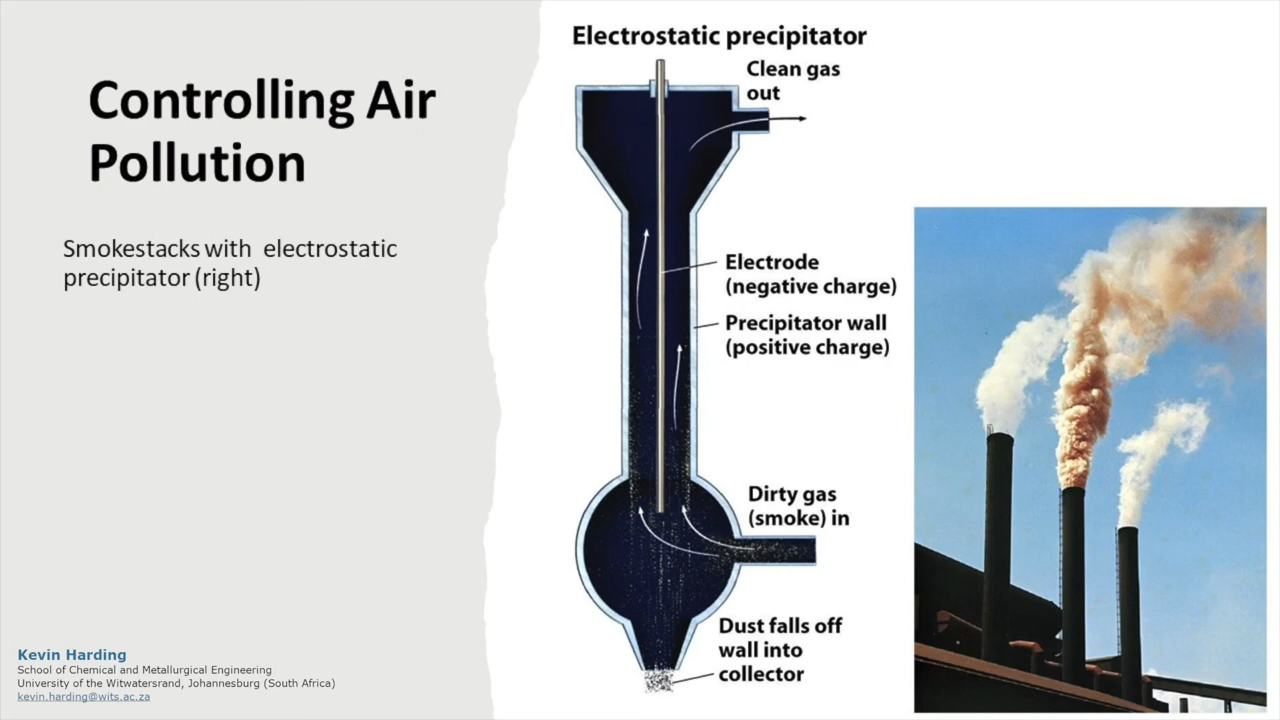 Controlling Air
Pollution
Smokestacks with electrostatic
precipitator (right)
Electrostatic precipitator
Clean gas
out
Electrode
(negative charge)
Precipitator wall
(positive charge)
Dirty gas
(smoke) in
Dust falls off
wall into
collector
Kevin Harding
School of Chemical and Metallurgical Engineering
University of the Witwatersrand, Johannesburg (South Africa)
kevin.harding@wits.ac.za